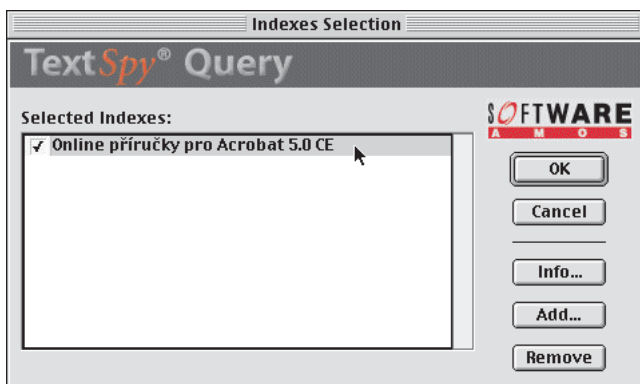 Indexes Selection
TextSpy® Query
Selected Indexes:
Online příručky pro Acrobat 5.0 CE
SOFTWARE
AMOS
OK
Cancel
Info...
Add...
Remove